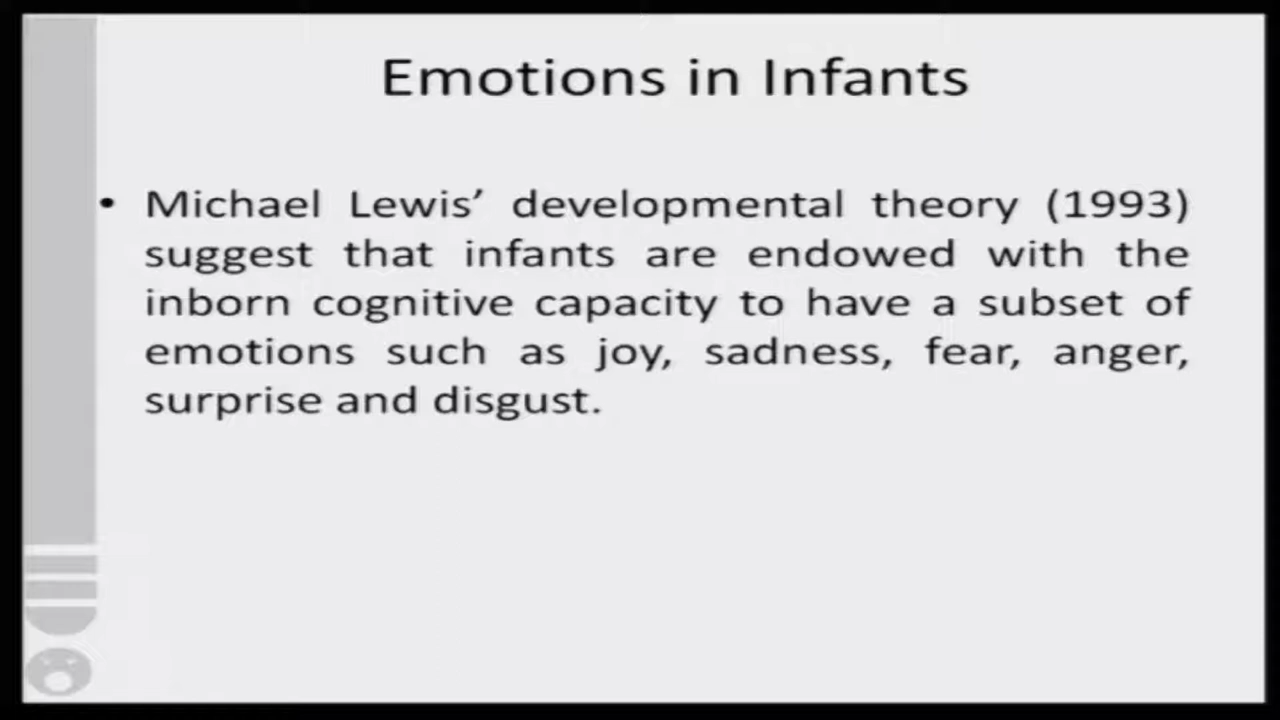 Emotions in Infants
• Michael Lewis’ developmental theory (1993)
suggest that infants are endowed with the
inborn cognitive capacity to have a subset of
emotions such as joy, sadness, fear, anger,
surprise and disgust.